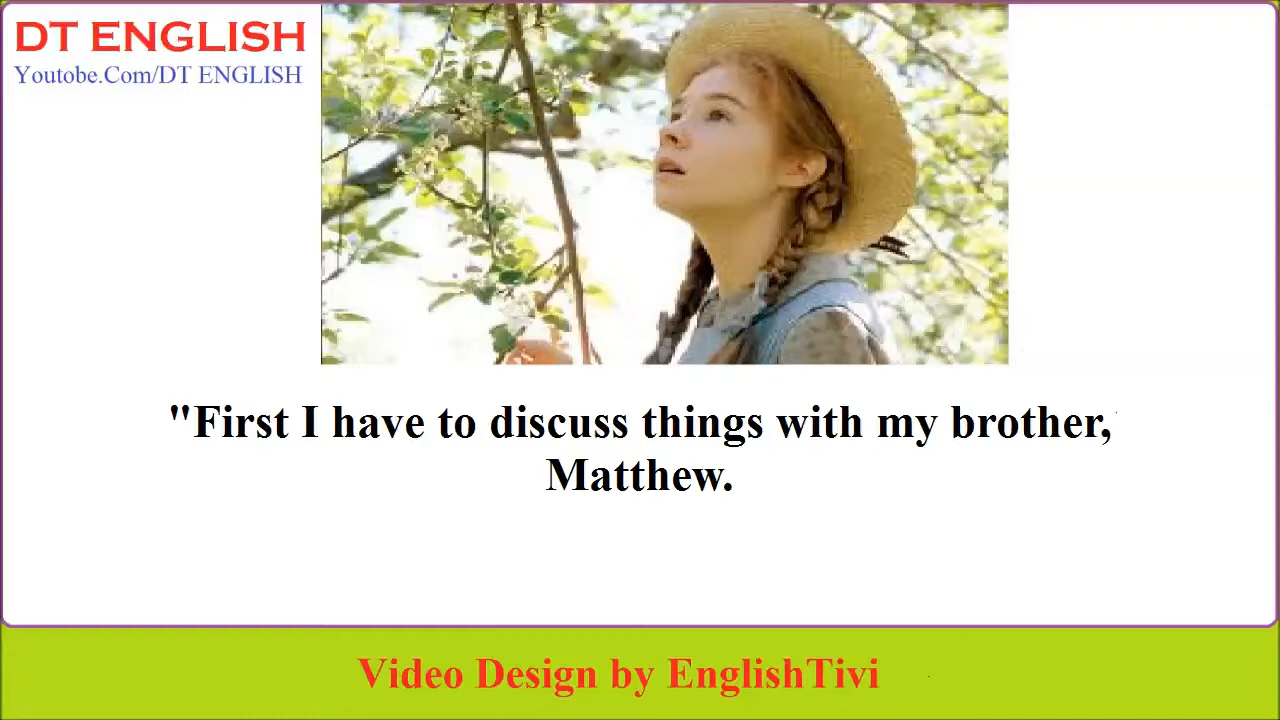 DT ENGLISH
Youtobe.Com/DT ENGLISH
"First I have to discuss things with my brother,
Matthew.
Video Design by EnglishTivi